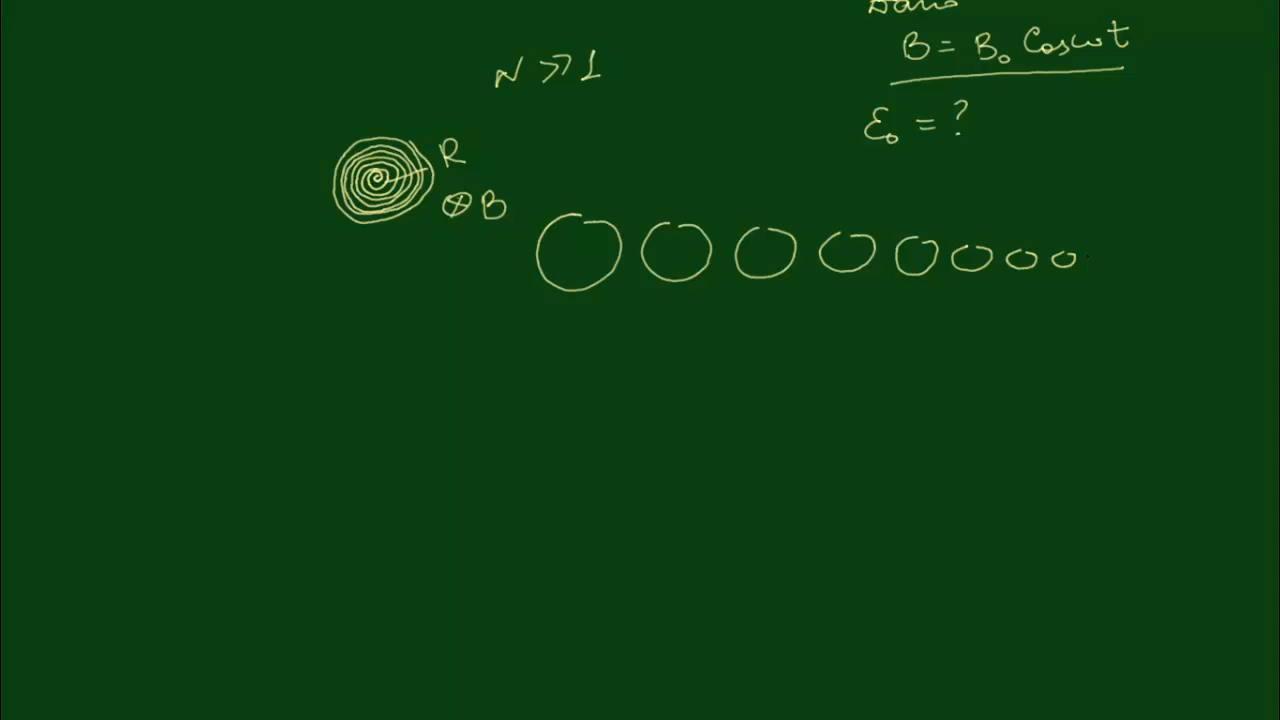 B = B₀ Cosωt
N >> 1
ε₀ = ?
R
⊗ B